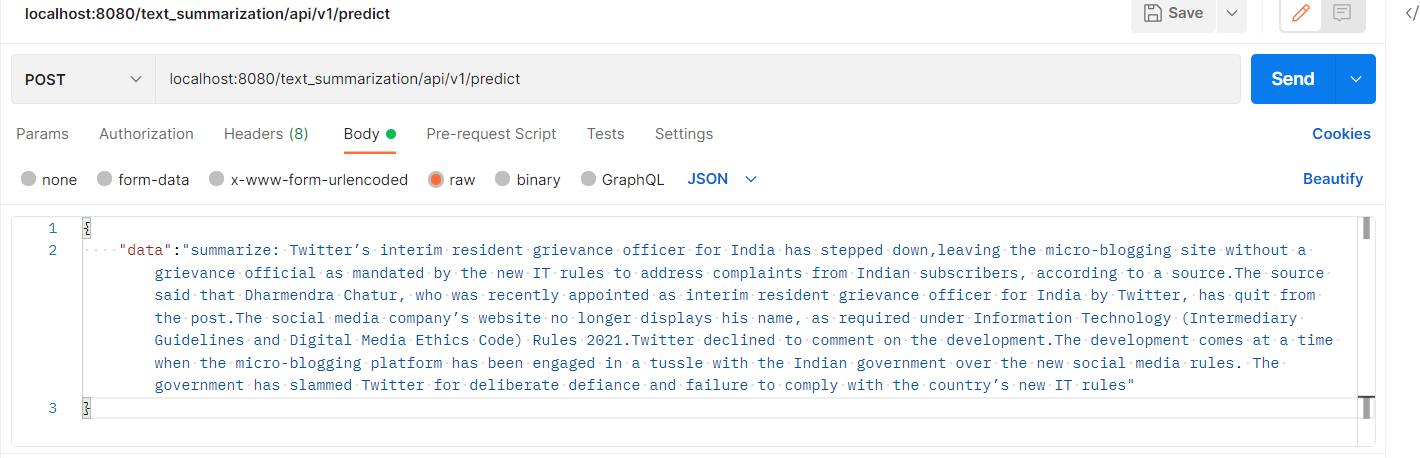 localhost:8080/text_summarization/api/v1/predict
Save
</>
POST
localhost:8080/text_summarization/api/v1/predict
Send
Params Authorization Headers (8) Body Pre-request Script Tests Settings Cookies
none form-data x-www-form-urlencoded raw binary GraphQL JSON Beautify
1 {
2 "data":"summarize: Twitter’s interim resident grievance officer for India has stepped down,leaving the micro-blogging site without a
grievance official as mandated by the new IT rules to address complaints from Indian subscribers, according to a source.The source
said that Dharmendra Chatur, who was recently appointed as interim resident grievance officer for India by Twitter, has quit from
the post.The social media company’s website no longer displays his name, as required under Information Technology (Intermediary
Guidelines and Digital Media Ethics Code) Rules 2021.Twitter declined to comment on the development.The development comes at a time
when the micro-blogging platform has been engaged in a tussle with the Indian government over the new social media rules. The
government has slammed Twitter for deliberate defiance and failure to comply with the country’s new IT rules"
3 }